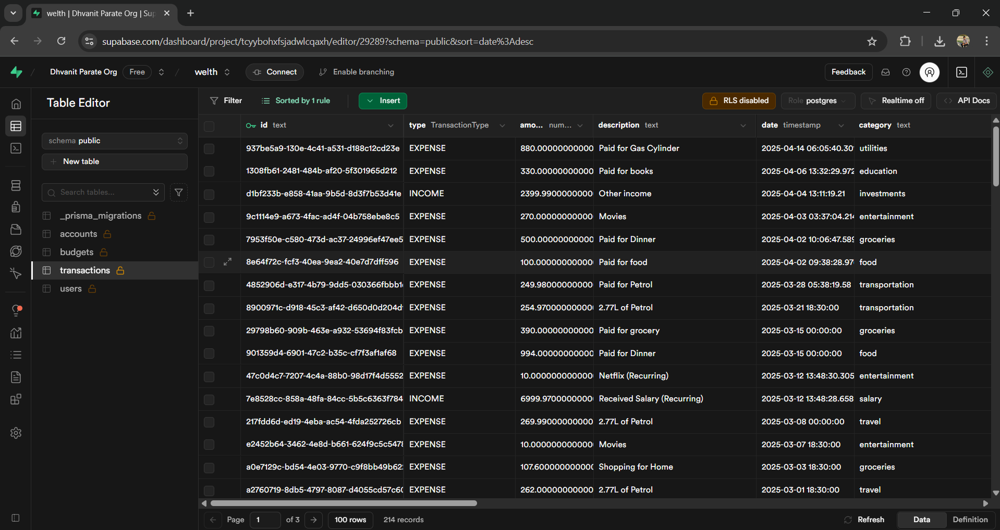 welth | Dhvanit Parate Org | Sup
supabase.com/dashboard/project/tcyybohxfsjadwlcqaxh/editor/29289?schema=public&sort=date%3Adesc
Dhvanit Parate Org Free welth Connect Enable branching Feedback
Table Editor
Filter Sorted by 1 rule Insert RLS disabled Role postgres Realtime off API Docs
schema public
New table
Search tables...
_prisma_migrations
accounts
budgets
transactions
users
id text type TransactionType amo... num... description text date timestamp category text
937be5a9-130e-4c41-a531-d188c12cd23e EXPENSE 880.00000000000 Paid for Gas Cylinder 2025-04-14 06:05:40.301 utilities
1308fb61-2481-484b-af20-5f301965d212 EXPENSE 330.00000000000 Paid for books 2025-04-06 13:32:29.972 education
d1bf233b-e858-41aa-9b5d-8d3f7b53d41e INCOME 2399.9900000000 Other income 2025-04-04 13:11:19.21 investments
9c1114e9-a673-4fac-ad4f-04b758ebe8c5 EXPENSE 270.00000000000 Movies 2025-04-03 03:37:04.214 entertainment
7953f50e-c580-473d-ac37-24996ef47ee5 EXPENSE 500.00000000000 Paid for Dinner 2025-04-02 10:06:47.589 groceries
8e64f72c-fcf3-40ea-9ea2-40e7d7dff596 EXPENSE 100.00000000000 Paid for food 2025-04-02 09:38:28.97 food
4852906d-e317-4b79-9dd5-030366fbbb1 EXPENSE 249.98000000000 Paid for Petrol 2025-03-28 05:38:19.58 transportation
8900971c-d918-45c3-af42-d650d0d204d EXPENSE 254.97000000000 2.77L of Petrol 2025-03-21 18:30:00 transportation
29798b60-909b-463e-a932-53694f83fcb EXPENSE 390.00000000000 Paid for grocery 2025-03-15 00:00:00 groceries
901359d4-6901-47c2-b35c-cf7f3af1af68 EXPENSE 994.00000000000 Paid for Dinner 2025-03-15 00:00:00 food
47c0d4c7-7207-4c4a-88b0-98d17f4d5552 EXPENSE 10.000000000000 Netflix (Recurring) 2025-03-12 13:48:30.305 entertainment
7e8528cc-858a-48fa-84cc-5b5c6363f784 INCOME 6999.9700000000 Received Salary (Recurring) 2025-03-12 13:48:28.658 salary
217fdd6d-ed19-4eba-ac54-4fda252726cb EXPENSE 269.99000000000 2.77L of Petrol 2025-03-08 00:00:00 travel
e2452b64-3462-4e8d-b661-624f9c5c547 EXPENSE 10.000000000000 Movies 2025-03-07 18:30:00 entertainment
a0e7129c-bd54-4e03-9770-c9f8bb49b62 EXPENSE 107.60000000000 Shopping for Home 2025-03-03 18:30:00 groceries
a2760719-8db5-4797-8087-d4055cd57c6 EXPENSE 262.00000000000 2.77L of Petrol 2025-03-01 18:30:00 travel
Page 1 of 3 100 rows 214 records Refresh Data Definition